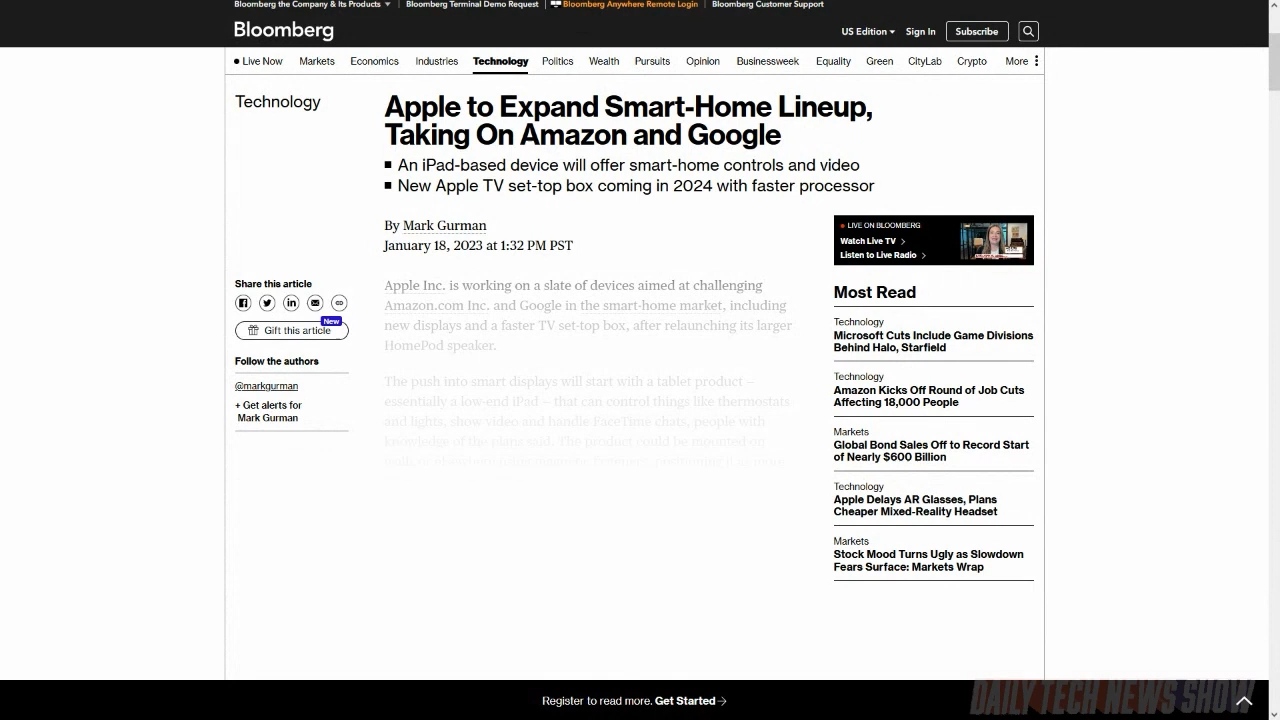 Bloomberg the Company & Its Products
Bloomberg Terminal Demo Request
Bloomberg Anywhere Remote Login
Bloomberg Customer Support
Bloomberg
US Edition
Sign In
Subscribe
Live Now
Markets
Economics
Industries
Technology
Politics
Wealth
Pursuits
Opinion
Businessweek
Equality
Green
CityLab
Crypto
More
Technology
Apple to Expand Smart-Home Lineup,
Taking On Amazon and Google
An iPad-based device will offer smart-home controls and video
New Apple TV set-top box coming in 2024 with faster processor
By Mark Gurman
January 18, 2023 at 1:32 PM PST
Share this article
New
Gift this article
Follow the authors
@markgurman
+ Get alerts for
Mark Gurman
Apple Inc. is working on a slate of devices aimed at challenging
Amazon.com Inc. and Google in the smart-home market, including
new displays and a faster TV set-top box, after relaunching its larger
HomePod speaker.
The push into smart displays will start with a tablet product —
essentially a low-end iPad — that can control things like thermostats
and lights, show video and handle FaceTime chats, people with
knowledge of the plans said. The product could be mounted on
LIVE ON BLOOMBERG
Watch Live TV
Listen to Live Radio
Most Read
Technology
Microsoft Cuts Include Game Divisions
Behind Halo, Starfield
Technology
Amazon Kicks Off Round of Job Cuts
Affecting 18,000 People
Markets
Global Bond Sales Off to Record Start
of Nearly $600 Billion
Technology
Apple Delays AR Glasses, Plans
Cheaper Mixed-Reality Headset
Markets
Stock Mood Turns Ugly as Slowdown
Fears Surface: Markets Wrap
Register to read more. Get Started
DAILY TECH NEWS SHOW